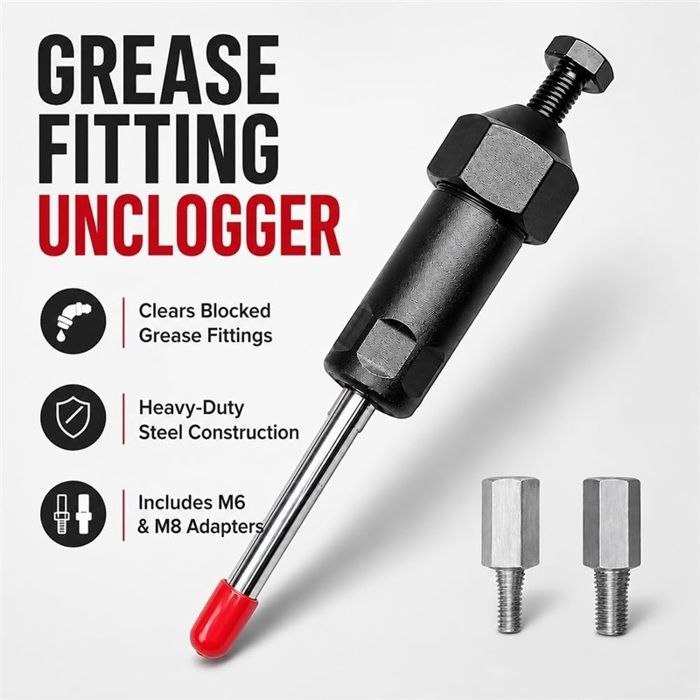 GREASE
FITTING
UNCLOGGER
Clears Blocked
Grease Fittings
Heavy-Duty
Steel Construction
Includes M6
& M8 Adapters